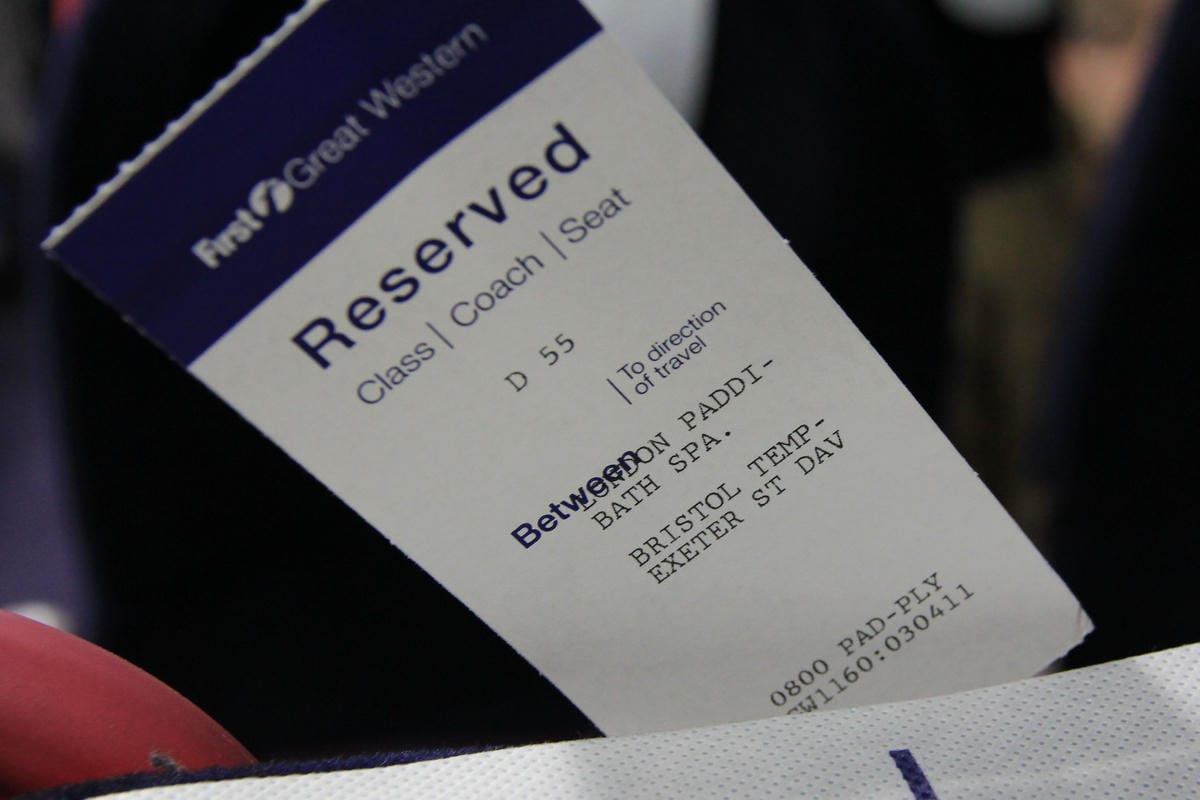 First Great Western
Reserved
Class | Coach | Seat
D 55
| To direction
of travel
Between
LONDON PADDI-
BATH SPA.
BRISTOL TEMP-
EXETER ST DAV
0800 PAD-PLY
GW1160:030411